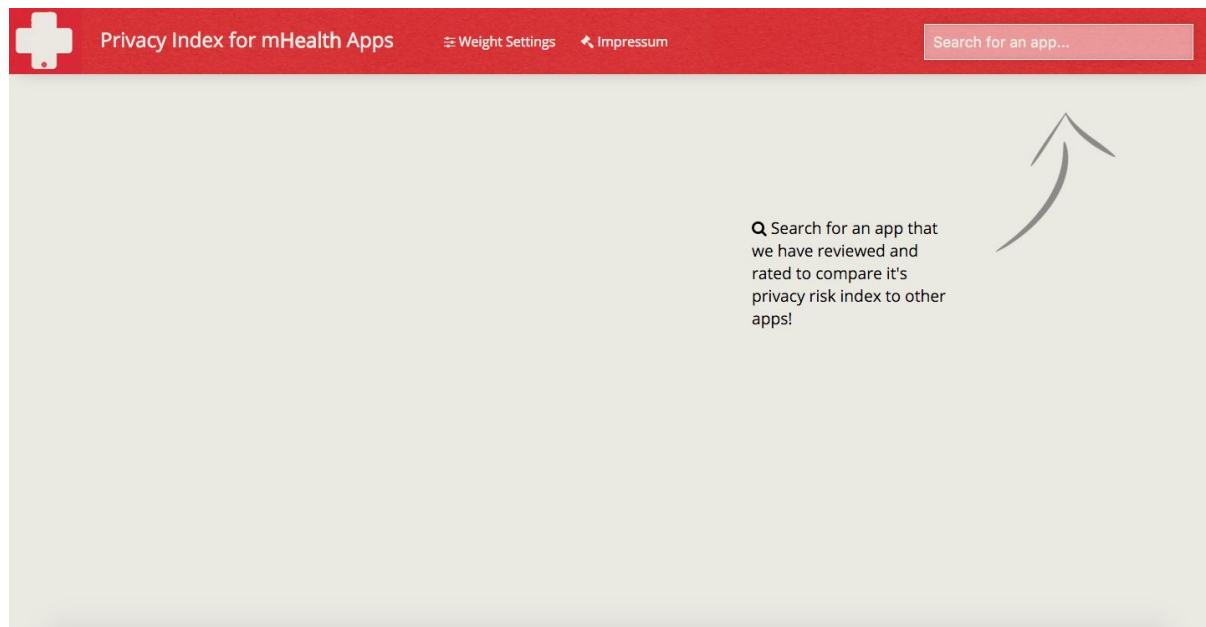 Privacy Index for mHealth Apps
Weight Settings
Impressum
Search for an app...
Search for an app that
we have reviewed and
rated to compare it's
privacy risk index to other
apps!